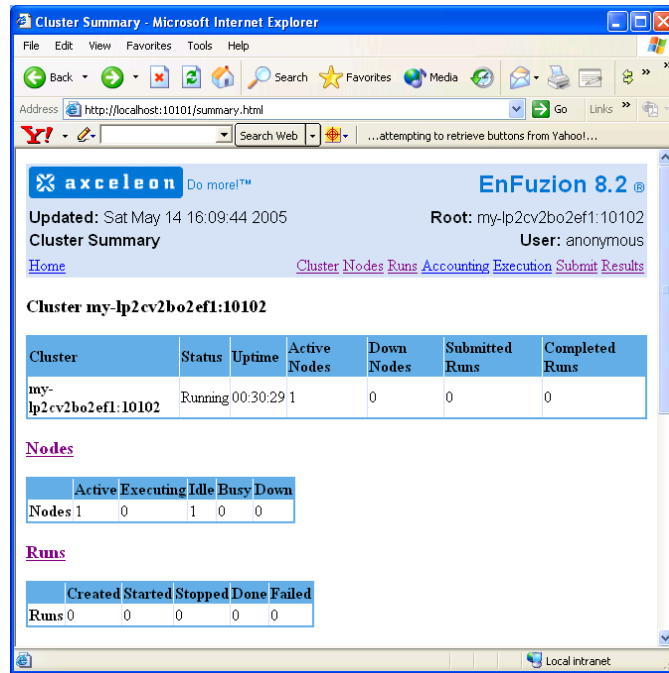 Cluster Summary - Microsoft Internet Explorer
File Edit View Favorites Tools Help
Back Search Favorites Media
Address http://localhost:10101/summary.html Go Links
Y! Search Web ...attempting to retrieve buttons from Yahoo!...
axceleon Do more!™ EnFuzion 8.2 ®
Updated: Sat May 14 16:09:44 2005 Root: my-lp2cv2bo2ef1:10102
Cluster Summary User: anonymous
Home Cluster Nodes Runs Accounting Execution Submit Results
Cluster my-lp2cv2bo2ef1:10102
Cluster Status Uptime Active Nodes Down Nodes Submitted Runs Completed Runs
my-lp2cv2bo2ef1:10102 Running 00:30:29 1 0 0 0
Nodes
Active Executing Idle Busy Down
Nodes 1 0 1 0 0
Runs
Created Started Stopped Done Failed
Runs 0 0 0 0 0
Local intranet